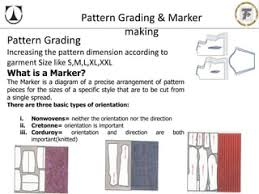 Pattern Grading & Marker
making
Pattern Grading
Increasing the pattern dimension according to
garment Size like S,M,L,XL,XXL
What is a Marker?
The Marker is a diagram of a precise arrangement of pattern
pieces for the sizes of a specific style that are to be cut from
a single spread.
There are three basic types of orientation:
i. Nonwovens= neither the orientation nor the direction
ii. Cretonne= orientation is important
iii. Corduroy= orientation and direction are both
important(knitted)